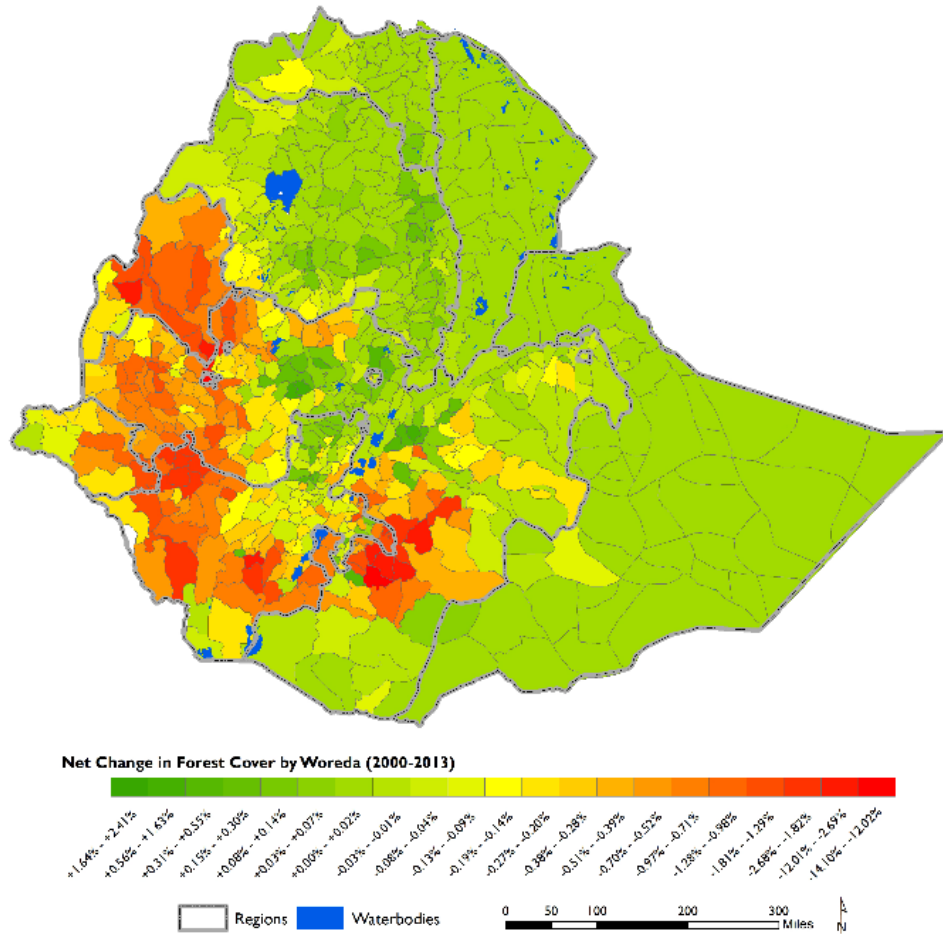 Net Change in Forest Cover by Woreda (2000-2013)
+1.64% - +2.41%
+0.56% - +1.63%
+0.31% - +0.55%
+0.15% - +0.30%
+0.08% - +0.14%
+0.03% - +0.07%
+0.00% - +0.02%
-0.03% - -0.01%
-0.08% - -0.04%
-0.13% - -0.09%
-0.19% - -0.14%
-0.27% - -0.20%
-0.38% - -0.28%
-0.51% - -0.39%
-0.70% - -0.52%
-0.97% - -0.71%
-1.28% - -0.98%
-1.81% - -1.29%
-2.68% - -1.82%
-12.01% - -2.69%
-14.10% - -12.02%
Regions
Waterbodies
0 50 100 200 300
Miles
N